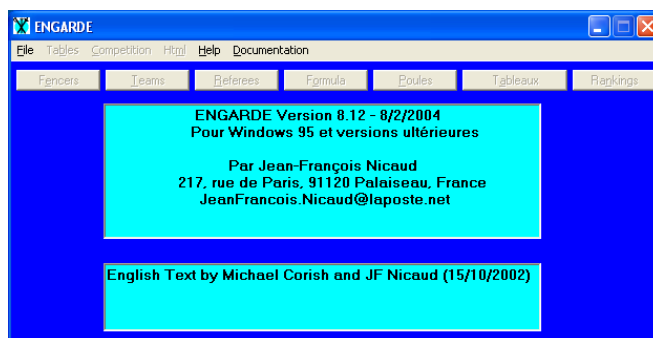 ENGARDE
File Tables Competition Html Help Documentation
Fencers Teams Referees Formula Poules Tableaux Rankings
ENGARDE Version 8.12 - 8/2/2004
Pour Windows 95 et versions ultérieures
Par Jean-François Nicaud
217, rue de Paris, 91120 Palaiseau, France
JeanFrancois.Nicaud@laposte.net
English Text by Michael Corish and JF Nicaud (15/10/2002)